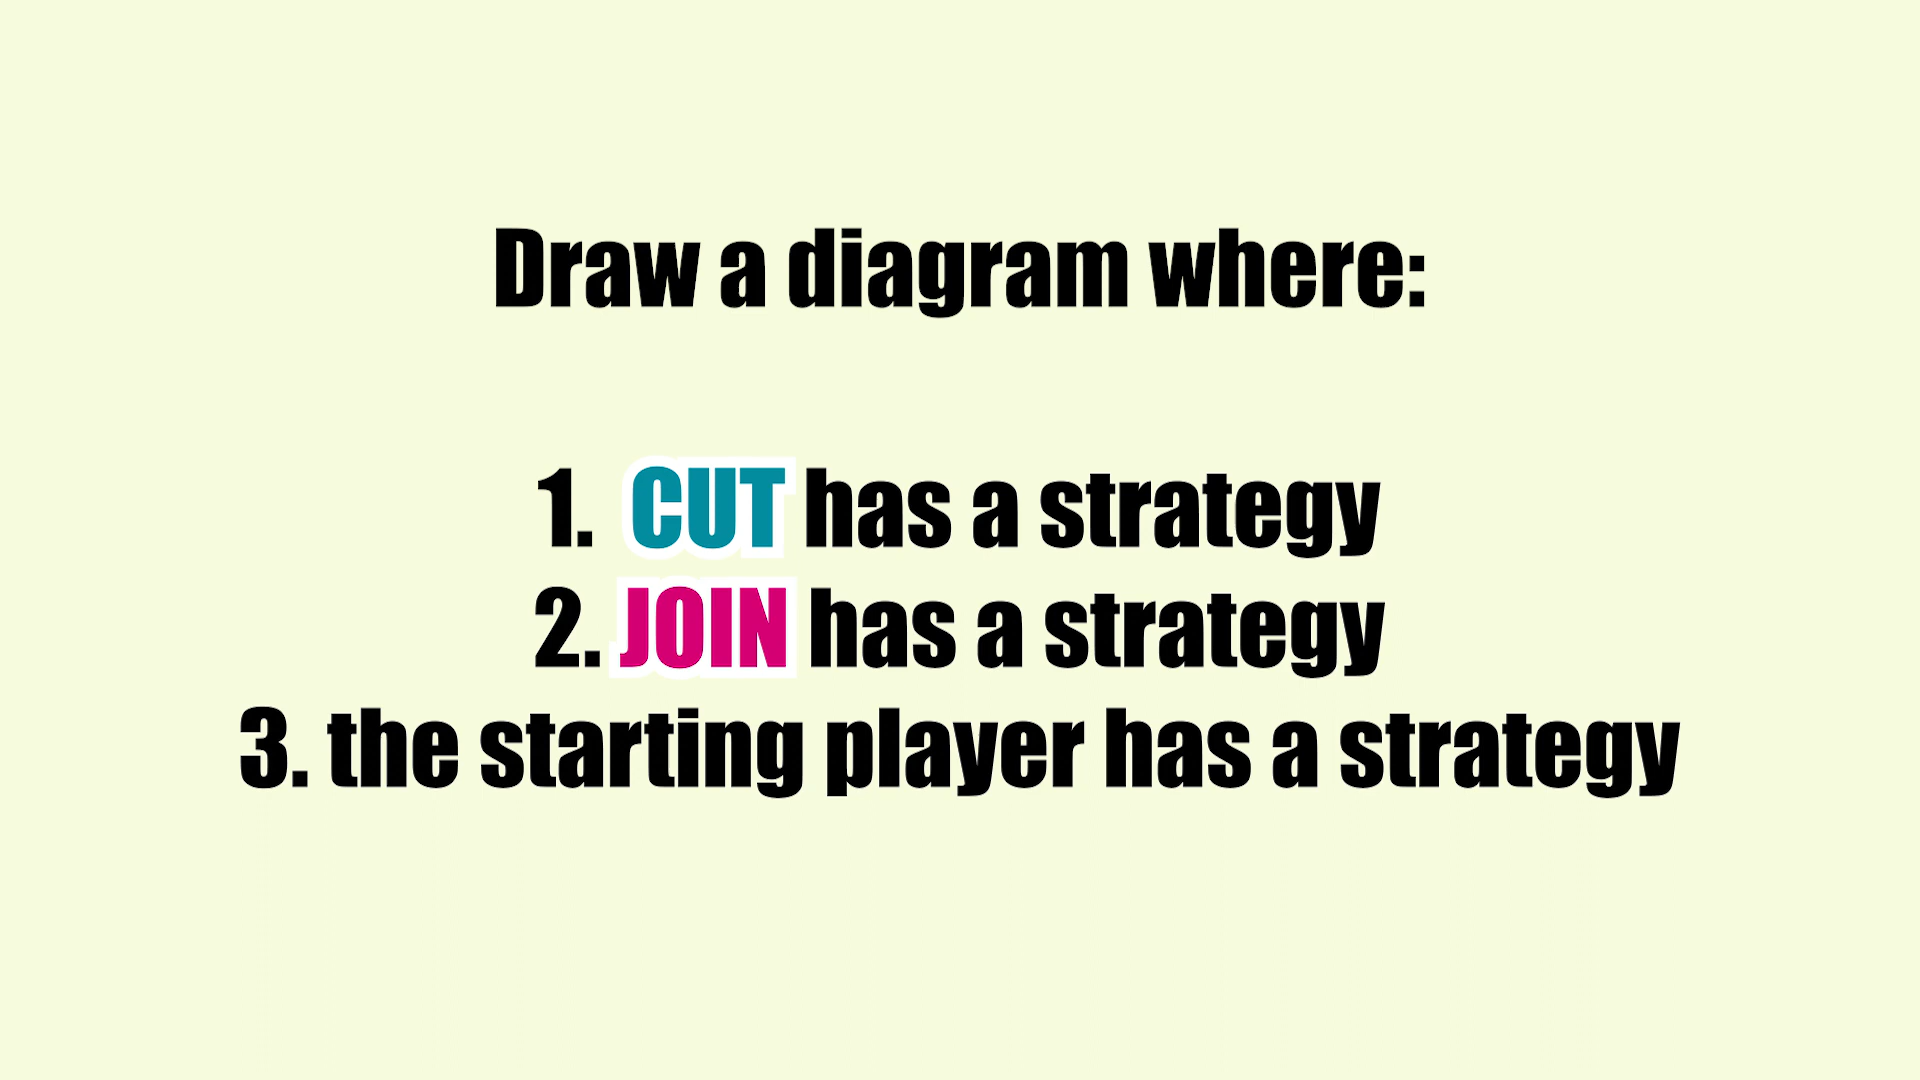 Draw a diagram where:
1. CUT has a strategy
2. JOIN has a strategy
3. the starting player has a strategy